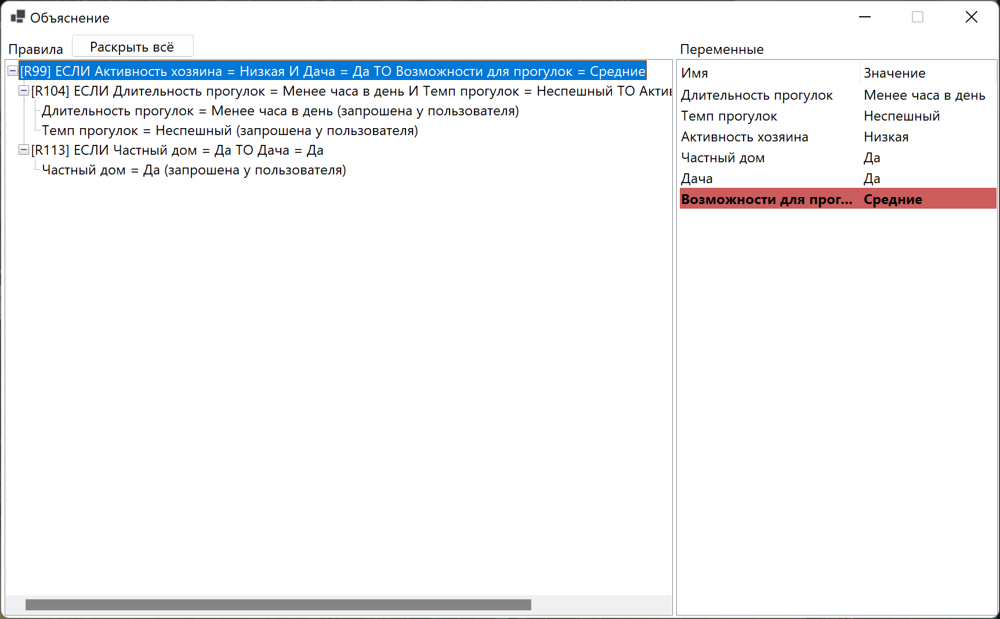 Объяснение
Правила
Раскрыть всё
[R99] ЕСЛИ Активность хозяина = Низкая И Дача = Да ТО Возможности для прогулок = Средние
[R104] ЕСЛИ Длительность прогулок = Менее часа в день И Темп прогулок = Неспешный ТО
Длительность прогулок = Менее часа в день (запрошена у пользователя)
Темп прогулок = Неспешный (запрошена у пользователя)
[R113] ЕСЛИ Частный дом = Да ТО Дача = Да
Частный дом = Да (запрошена у пользователя)
Переменные
Имя Значение
Длительность прогулок Менее часа в день
Темп прогулок Неспешный
Активность хозяина Низкая
Частный дом Да
Дача Да
Возможности для прог... Средние